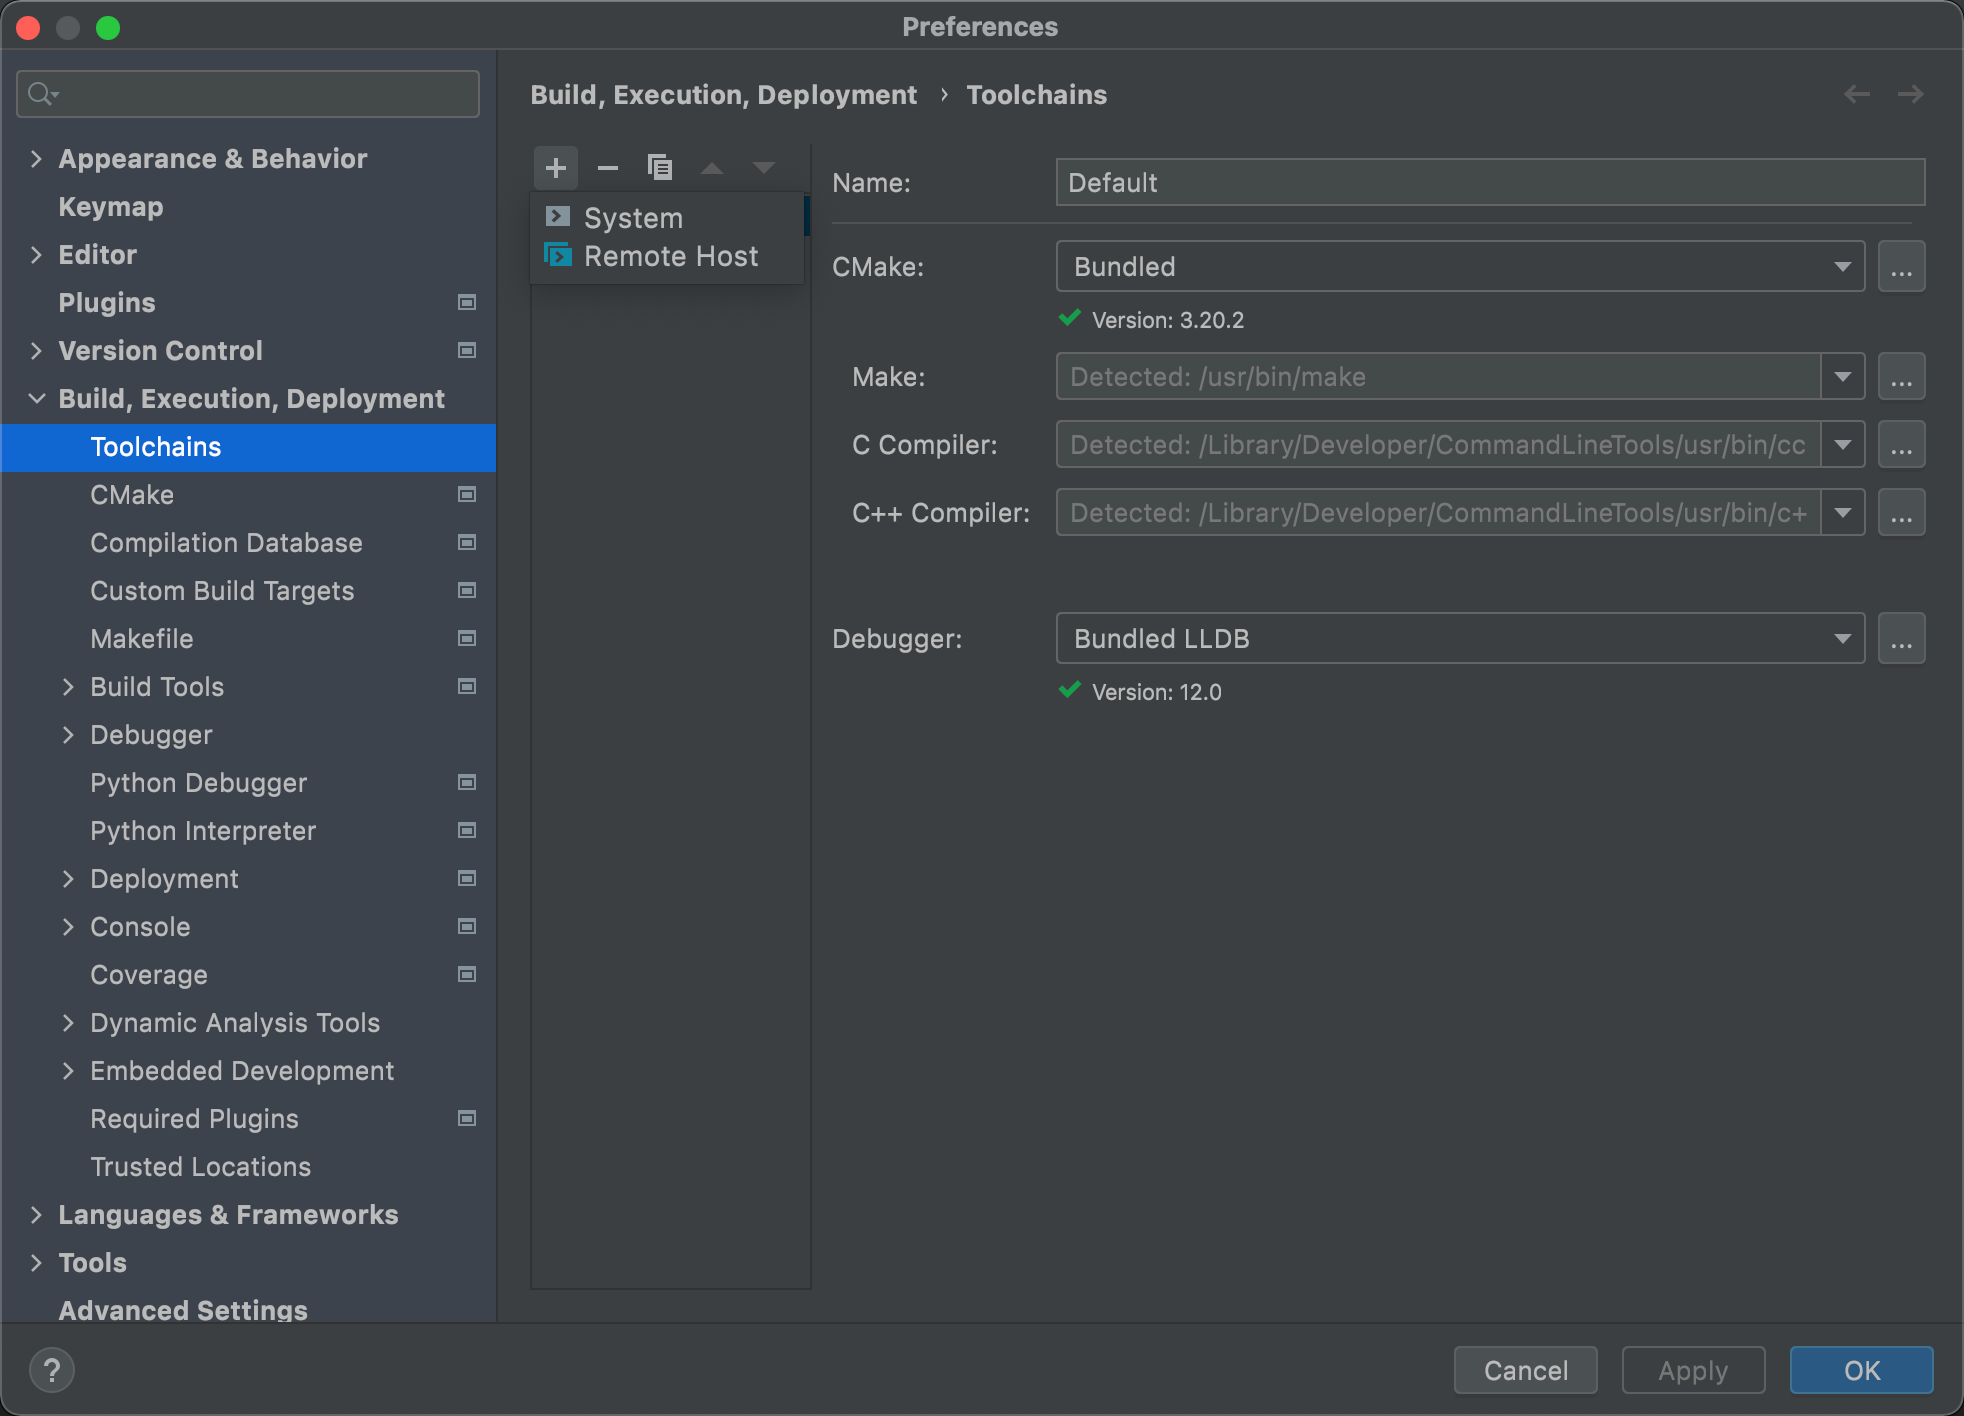 Preferences
Appearance & Behavior
Keymap
Editor
Plugins
Version Control
Build, Execution, Deployment
Toolchains
CMake
Compilation Database
Custom Build Targets
Makefile
Build Tools
Debugger
Python Debugger
Python Interpreter
Deployment
Console
Coverage
Dynamic Analysis Tools
Embedded Development
Required Plugins
Trusted Locations
Languages & Frameworks
Tools
Advanced Settings
Build, Execution, Deployment › Toolchains
System
Remote Host
Name: Default
CMake: Bundled ...
Version: 3.20.2
Make: Detected: /usr/bin/make ...
C Compiler: Detected: /Library/Developer/CommandLineTools/usr/bin/cc ...
C++ Compiler: Detected: /Library/Developer/CommandLineTools/usr/bin/c+ ...
Debugger: Bundled LLDB ...
Version: 12.0
? Cancel Apply OK